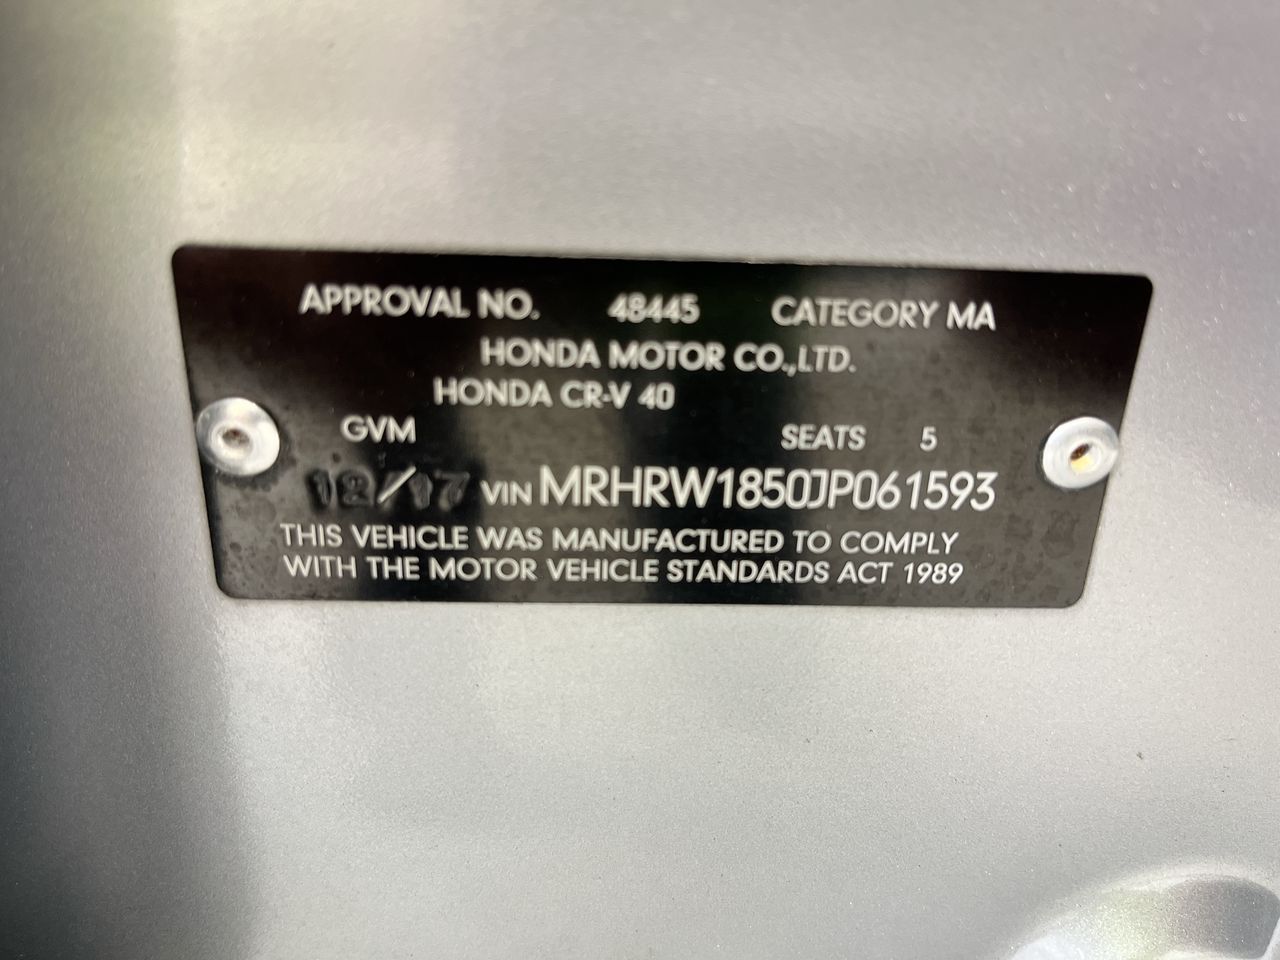 APPROVAL NO. 48445 CATEGORY MA
HONDA MOTOR CO.,LTD.
HONDA CR-V 40
GVM SEATS 5
12/17 VIN MRHRW1850JP061593
THIS VEHICLE WAS MANUFACTURED TO COMPLY
WITH THE MOTOR VEHICLE STANDARDS ACT 1989